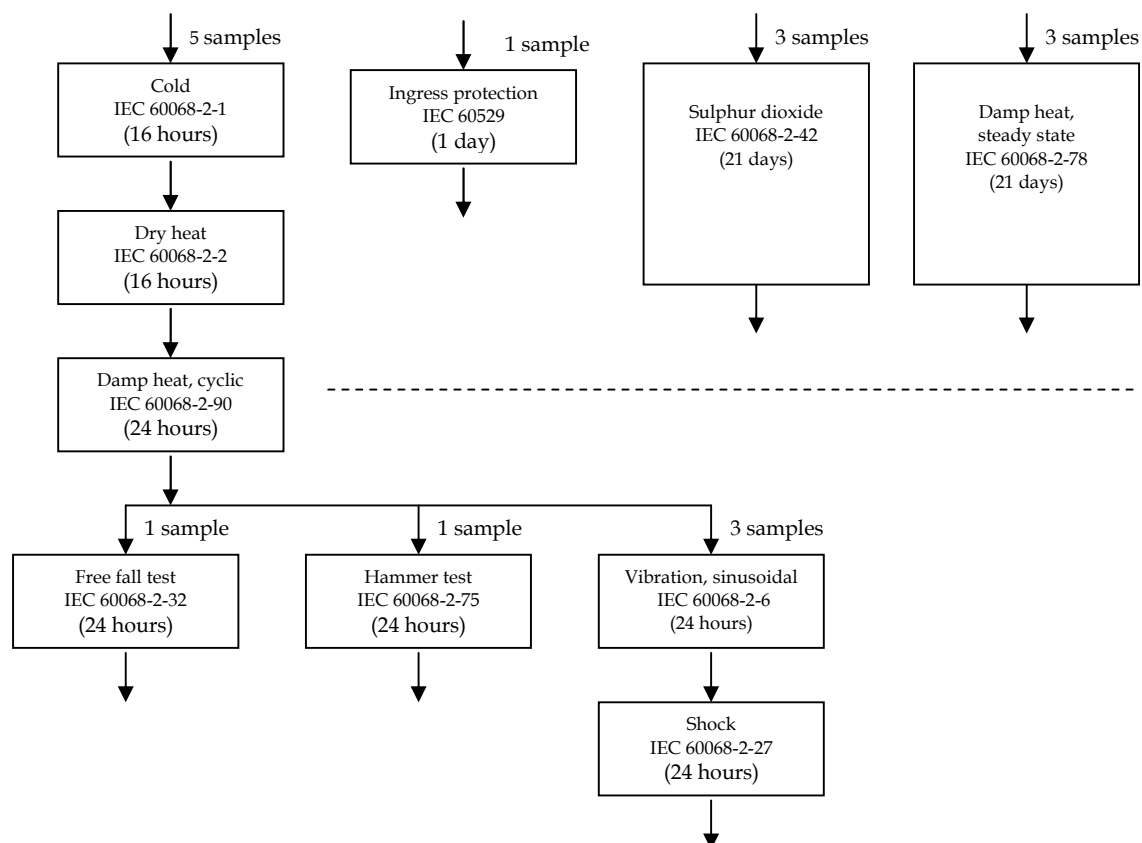 5 samples
Cold
IEC 60068-2-1
(16 hours)
1 sample
Ingress protection
IEC 60529
(1 day)
3 samples
Sulphur dioxide
IEC 60068-2-42
(21 days)
3 samples
Damp heat,
steady state
IEC 60068-2-78
(21 days)
Dry heat
IEC 60068-2-2
(16 hours)
Damp heat, cyclic
IEC 60068-2-90
(24 hours)
1 sample
Free fall test
IEC 60068-2-32
(24 hours)
1 sample
Hammer test
IEC 60068-2-75
(24 hours)
3 samples
Vibration, sinusoidal
IEC 60068-2-6
(24 hours)
Shock
IEC 60068-2-27
(24 hours)